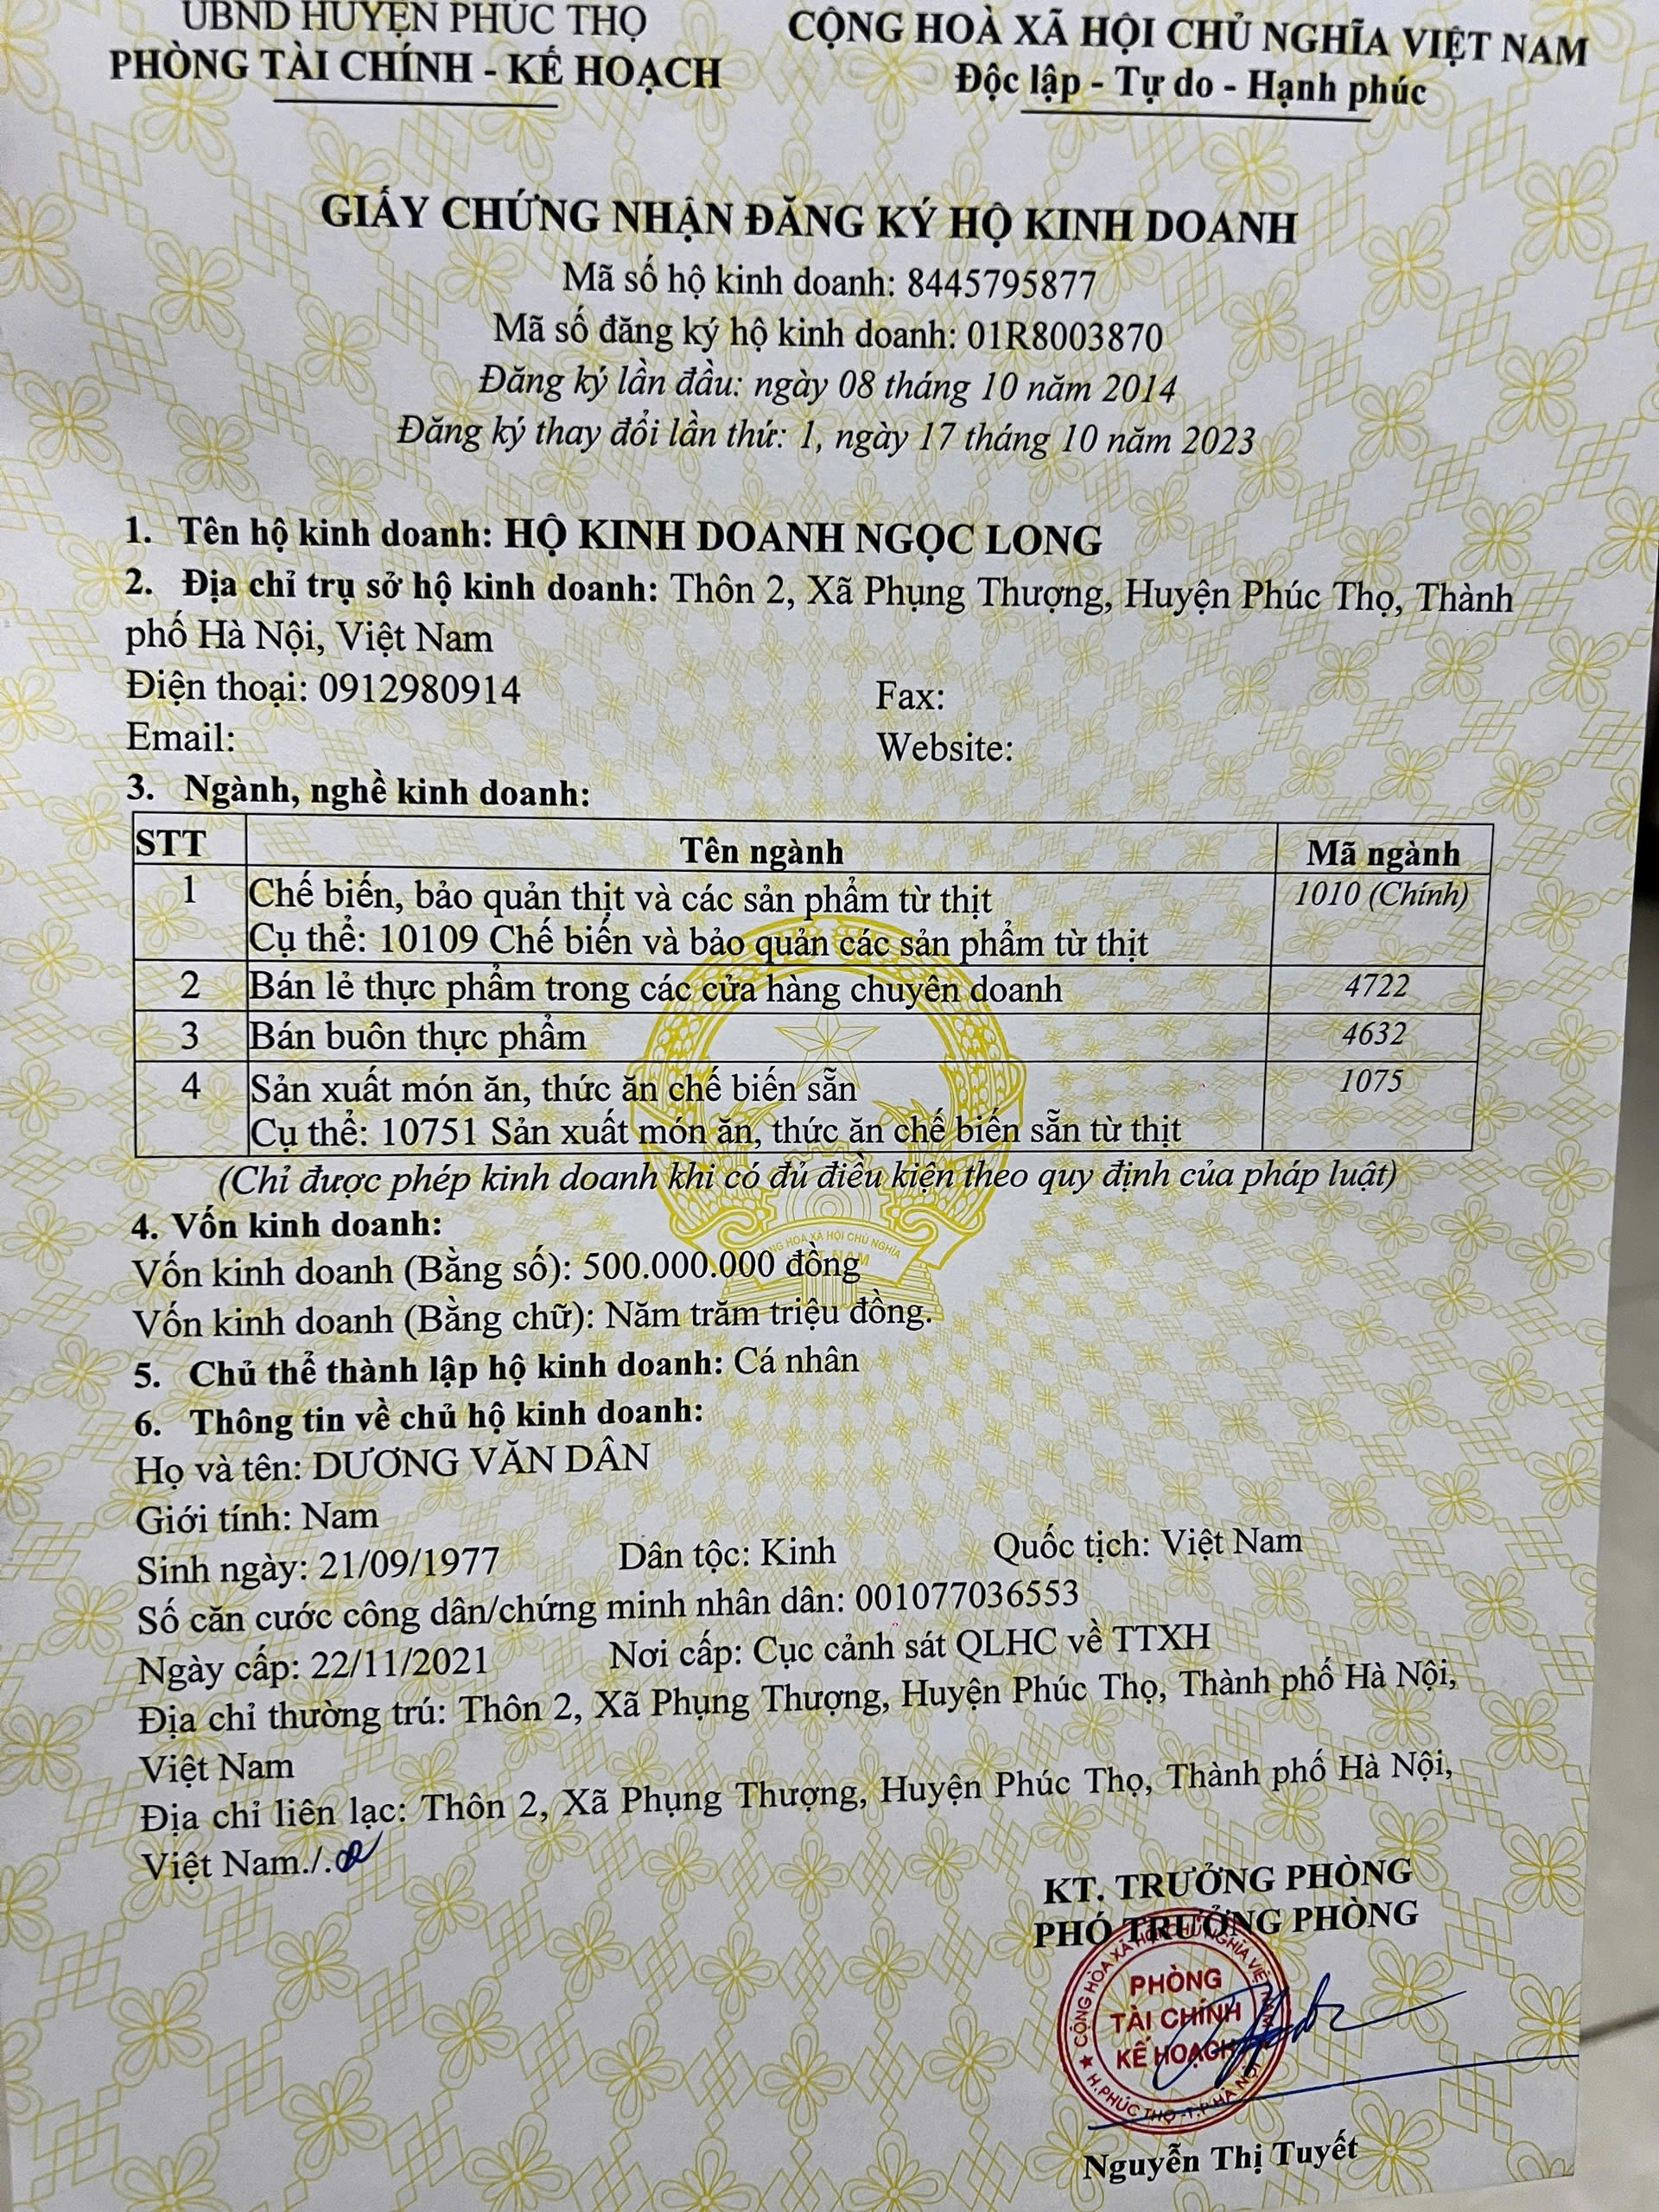 UBND HUYỆN PHÚC THỌ
PHÒNG TÀI CHÍNH - KẾ HOẠCH
CỘNG HOÀ XÃ HỘI CHỦ NGHĨA VIỆT NAM
Độc lập - Tự do - Hạnh phúc
GIẤY CHỨNG NHẬN ĐĂNG KÝ HỘ KINH DOANH
Mã số hộ kinh doanh: 8445795877
Mã số đăng ký hộ kinh doanh: 01R8003870
Đăng ký lần đầu: ngày 08 tháng 10 năm 2014
Đăng ký thay đổi lần thứ: 1, ngày 17 tháng 10 năm 2023
1. Tên hộ kinh doanh: HỘ KINH DOANH NGỌC LONG
2. Địa chỉ trụ sở hộ kinh doanh: Thôn 2, Xã Phụng Thượng, Huyện Phúc Thọ, Thành
phố Hà Nội, Việt Nam
Điện thoại: 0912980914 Fax:
Email: Website:
3. Ngành, nghề kinh doanh:
STT Tên ngành Mã ngành
1 Chế biến, bảo quản thịt và các sản phẩm từ thịt 1010 (Chính)
Cụ thể: 10109 Chế biến và bảo quản các sản phẩm từ thịt
2 Bán lẻ thực phẩm trong các cửa hàng chuyên doanh 4722
3 Bán buôn thực phẩm 4632
4 Sản xuất món ăn, thức ăn chế biến sẵn 1075
Cụ thể: 10751 Sản xuất món ăn, thức ăn chế biến sẵn từ thịt
(Chỉ được phép kinh doanh khi có đủ điều kiện theo quy định của pháp luật)
4. Vốn kinh doanh:
Vốn kinh doanh (Bằng số): 500.000.000 đồng
Vốn kinh doanh (Bằng chữ): Năm trăm triệu đồng.
5. Chủ thể thành lập hộ kinh doanh: Cá nhân
6. Thông tin về chủ hộ kinh doanh:
Họ và tên: DƯƠNG VĂN DÂN
Giới tính: Nam
Sinh ngày: 21/09/1977 Dân tộc: Kinh Quốc tịch: Việt Nam
Số căn cước công dân/chứng minh nhân dân: 001077036553
Ngày cấp: 22/11/2021 Nơi cấp: Cục cảnh sát QLHC về TTXH
Địa chỉ thường trú: Thôn 2, Xã Phụng Thượng, Huyện Phúc Thọ, Thành phố Hà Nội,
Việt Nam
Địa chỉ liên lạc: Thôn 2, Xã Phụng Thượng, Huyện Phúc Thọ, Thành phố Hà Nội,
Việt Nam./.
KT. TRƯỞNG PHÒNG
PHÓ TRƯỞNG PHÒNG
CỘNG HÒA XÃ HỘI CHỦ NGHĨA VIỆT NAM
PHÒNG
TÀI CHÍNH
KẾ HOẠCH
H. PHÚC THỌ - T.P HÀ NỘI
Nguyễn Thị Tuyết